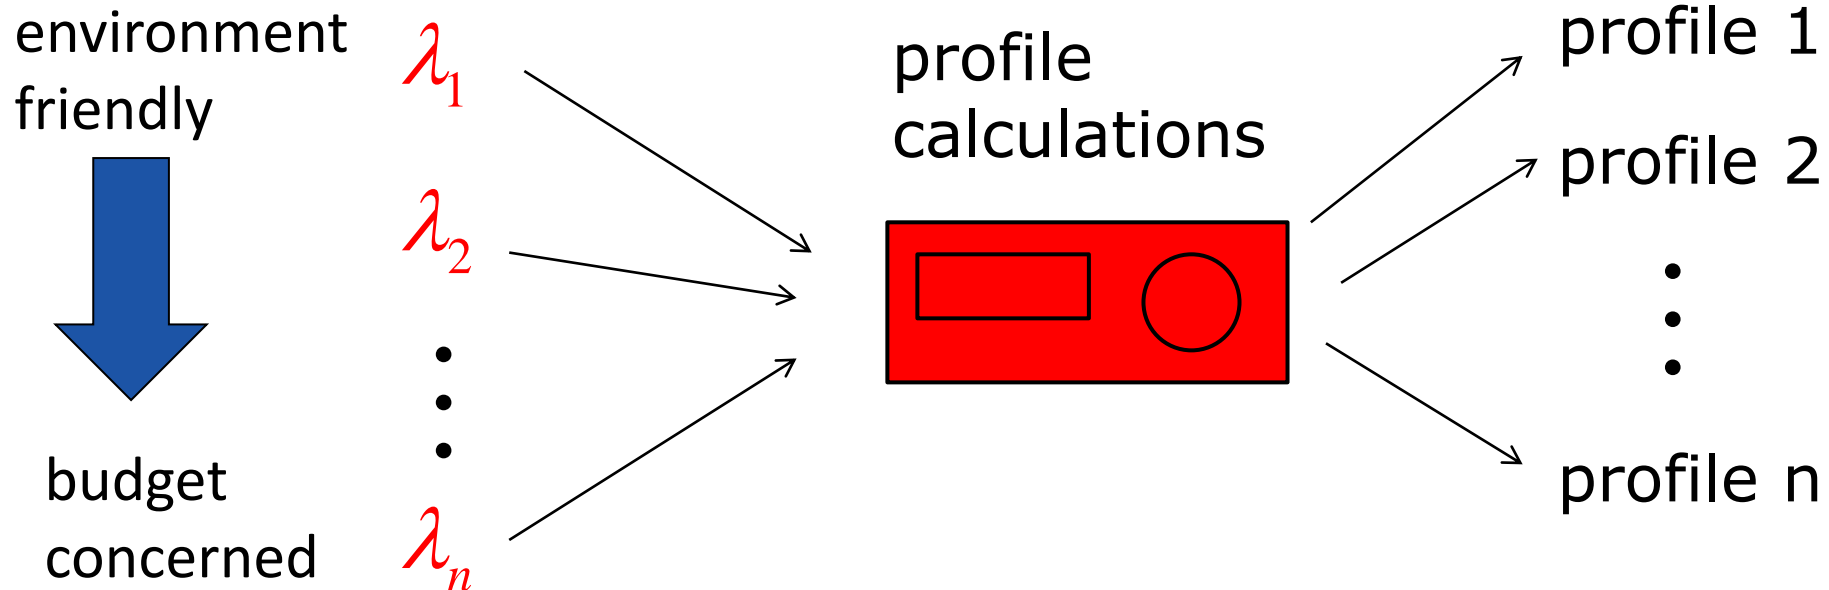 environment
friendly
budget
concerned
λ1
λ2
λn
profile
calculations
profile 1
profile 2
profile n